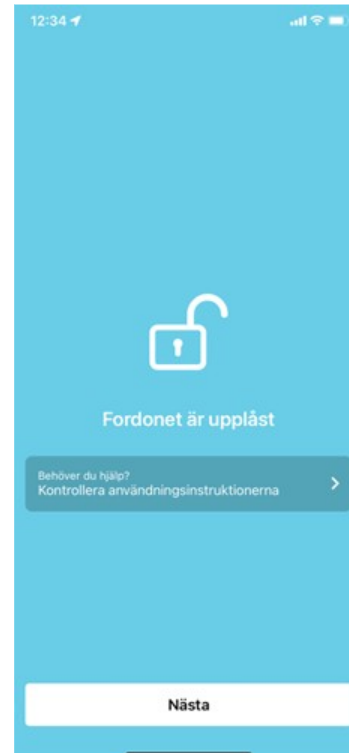 12:34
Fordonet är upplåst
Behöver du hjälp?
Kontrollera användningsinstruktionerna
Nästa